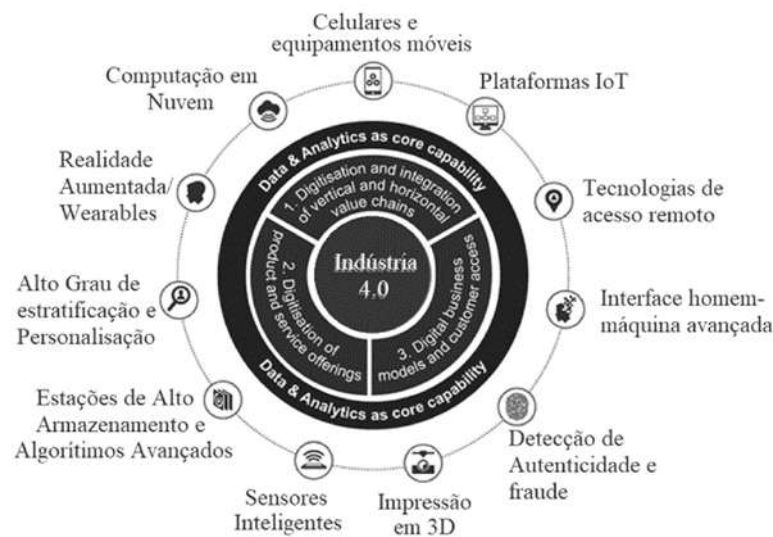 Celulares e
equipamentos móveis
Computação em
Nuvem
Plataformas IoT
Realidade
Aumentada/
Wearables
Tecnologias de
acesso remoto
Alto Grau de
estratificação e
Personalisação
Interface homem-
máquina avançada
Estações de Alto
Armazenamento e
Algorítimos Avançados
Detecção de
Autenticidade e
fraude
Sensores
Inteligentes
Impressão
em 3D
Data & Analytics as core capability
1. Digitisation and integration
of vertical and horizontal
value chains
2. Digitisation of
product and service offerings
3. Digital business
models and customer access
Indústria
4.0
Data & Analytics as core capability